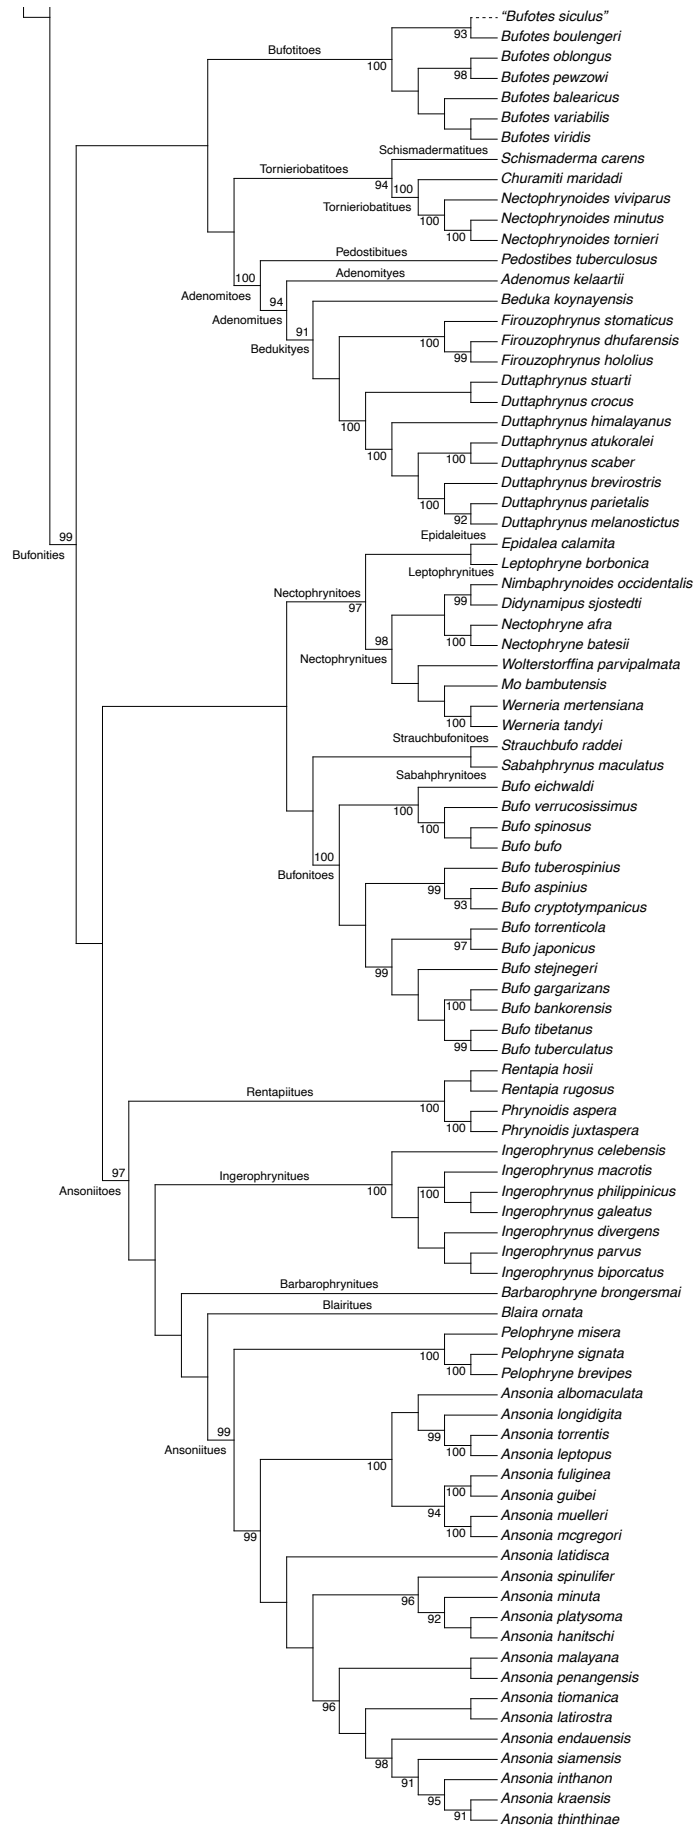 “Bufotes siculus”
93
Bufotes boulengeri
Bufotitoes
100
Bufotes oblongus
98
Bufotes pewzowi
Bufotes balearicus
Bufotes variabilis
Bufotes viridis
Schismadermatitues
Schismaderma carens
Tornieriobatitoes
94
100
Churamiti maridadi
Tornieriobatitues
Nectophrynoides viviparus
100
Nectophrynoides minutus
100
Nectophrynoides tornieri
Pedostibitues
Pedostibes tuberculosus
100
Adenomitoes
Adenomityes
Adenomus kelaartii
94
Adenomitues
Beduka koynayensis
91
Bedukityes
Firouzophrynus stomaticus
100
Firouzophrynus dhufarensis
99
Firouzophrynus hololius
Duttaphrynus stuarti
Duttaphrynus crocus
100
Duttaphrynus himalayanus
100
Duttaphrynus atukoralei
100
Duttaphrynus scaber
Duttaphrynus brevirostris
100
Duttaphrynus parietalis
92
Duttaphrynus melanostictus
99
Bufonities
Epidaleitues
Epidalea calamita
Leptophryne borbonica
Leptophrynitues
Nectophrynitoes
97
Nimbaphrynoides occidentalis
99
Didynamipus sjostedti
Nectophryne afra
100
Nectophryne batesii
98
Nectophrynitues
Wolterstorffina parvipalmata
Mo bambutensis
Werneria mertensiana
100
Werneria tandyi
Strauchbufonitoes
Strauchbufo raddei
Sabahphrynus maculatus
Sabahphrynitoes
Bufo eichwaldi
100
Bufo verrucosissimus
100
Bufo spinosus
Bufo bufo
100
Bufonitoes
Bufo tuberospinius
99
Bufo aspinius
93
Bufo cryptotympanicus
Bufo torrenticola
97
Bufo japonicus
99
Bufo stejnegeri
Bufo gargarizans
100
Bufo bankorensis
Bufo tibetanus
99
Bufo tuberculatus
Rentapia hosii
Rentapiitues
100
Rentapia rugosus
Phrynoidis aspera
100
Phrynoidis juxtaspera
97
Ansoniitoes
Ingerophrynus celebensis
Ingerophrynitues
100
Ingerophrynus macrotis
100
Ingerophrynus philippinicus
Ingerophrynus galeatus
Ingerophrynus divergens
Ingerophrynus parvus
Ingerophrynus biporcatus
Barbarophrynitues
Barbarophryne brongersmai
Blairitues
Blaira ornata
Pelophryne misera
100
Pelophryne signata
100
Pelophryne brevipes
99
Ansoniitues
Ansonia albomaculata
Ansonia longidigita
99
Ansonia torrentis
100
Ansonia leptopus
100
Ansonia fuliginea
100
Ansonia guibei
94
Ansonia muelleri
100
Ansonia mcgregori
99
Ansonia latidisca
Ansonia spinulifer
96
Ansonia minuta
92
Ansonia platysoma
Ansonia hanitschi
Ansonia malayana
Ansonia penangensis
96
Ansonia tiomanica
Ansonia latirostra
Ansonia endauensis
98
Ansonia siamensis
91
Ansonia inthanon
95
Ansonia kraensis
91
Ansonia thinthinae